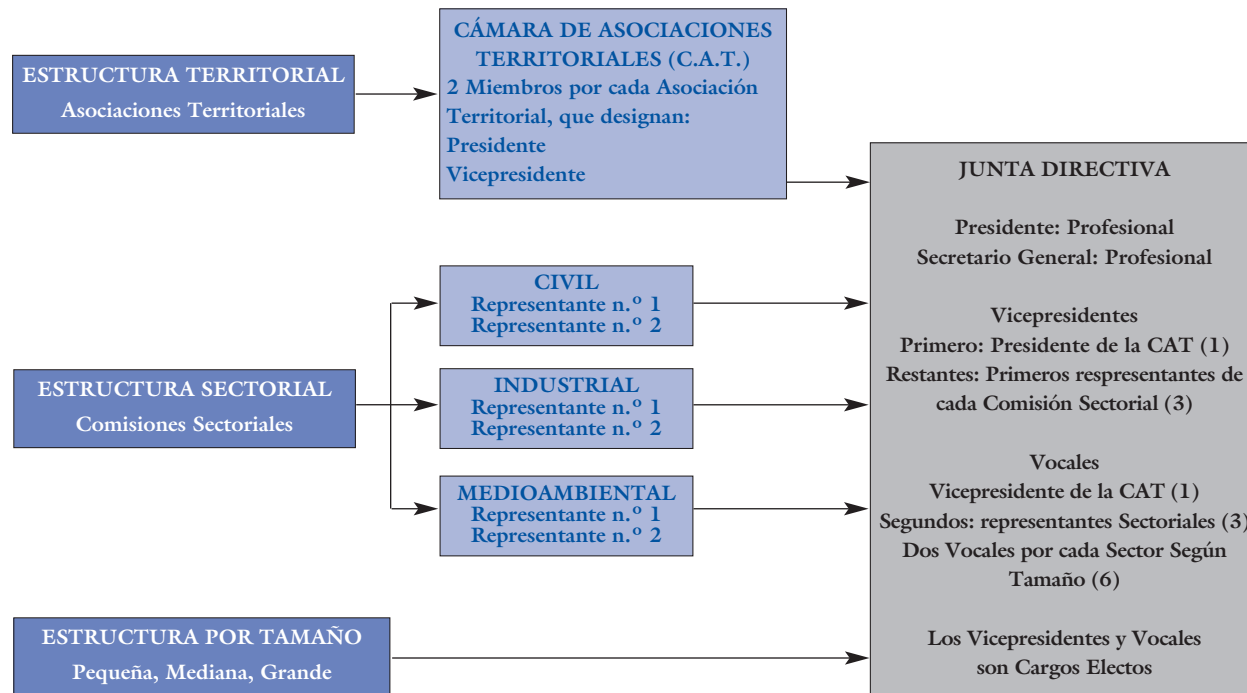 ESTRUCTURA TERRITORIAL
Asociaciones Territoriales
CÁMARA DE ASOCIACIONES
TERRITORIALES (C.A.T.)
2 Miembros por cada Asociación
Territorial, que designan:
Presidente
Vicepresidente
ESTRUCTURA SECTORIAL
Comisiones Sectoriales
CIVIL
Representante n.º 1
Representante n.º 2
INDUSTRIAL
Representante n.º 1
Representante n.º 2
MEDIOAMBIENTAL
Representante n.º 1
Representante n.º 2
ESTRUCTURA POR TAMAÑO
Pequeña, Mediana, Grande
JUNTA DIRECTIVA
Presidente: Profesional
Secretario General: Profesional
Vicepresidentes
Primero: Presidente de la CAT (1)
Restantes: Primeros respresentantes de
cada Comisión Sectorial (3)
Vocales
Vicepresidente de la CAT (1)
Segundos: representantes Sectoriales (3)
Dos Vocales por cada Sector Según
Tamaño (6)
Los Vicepresidentes y Vocales
son Cargos Electos